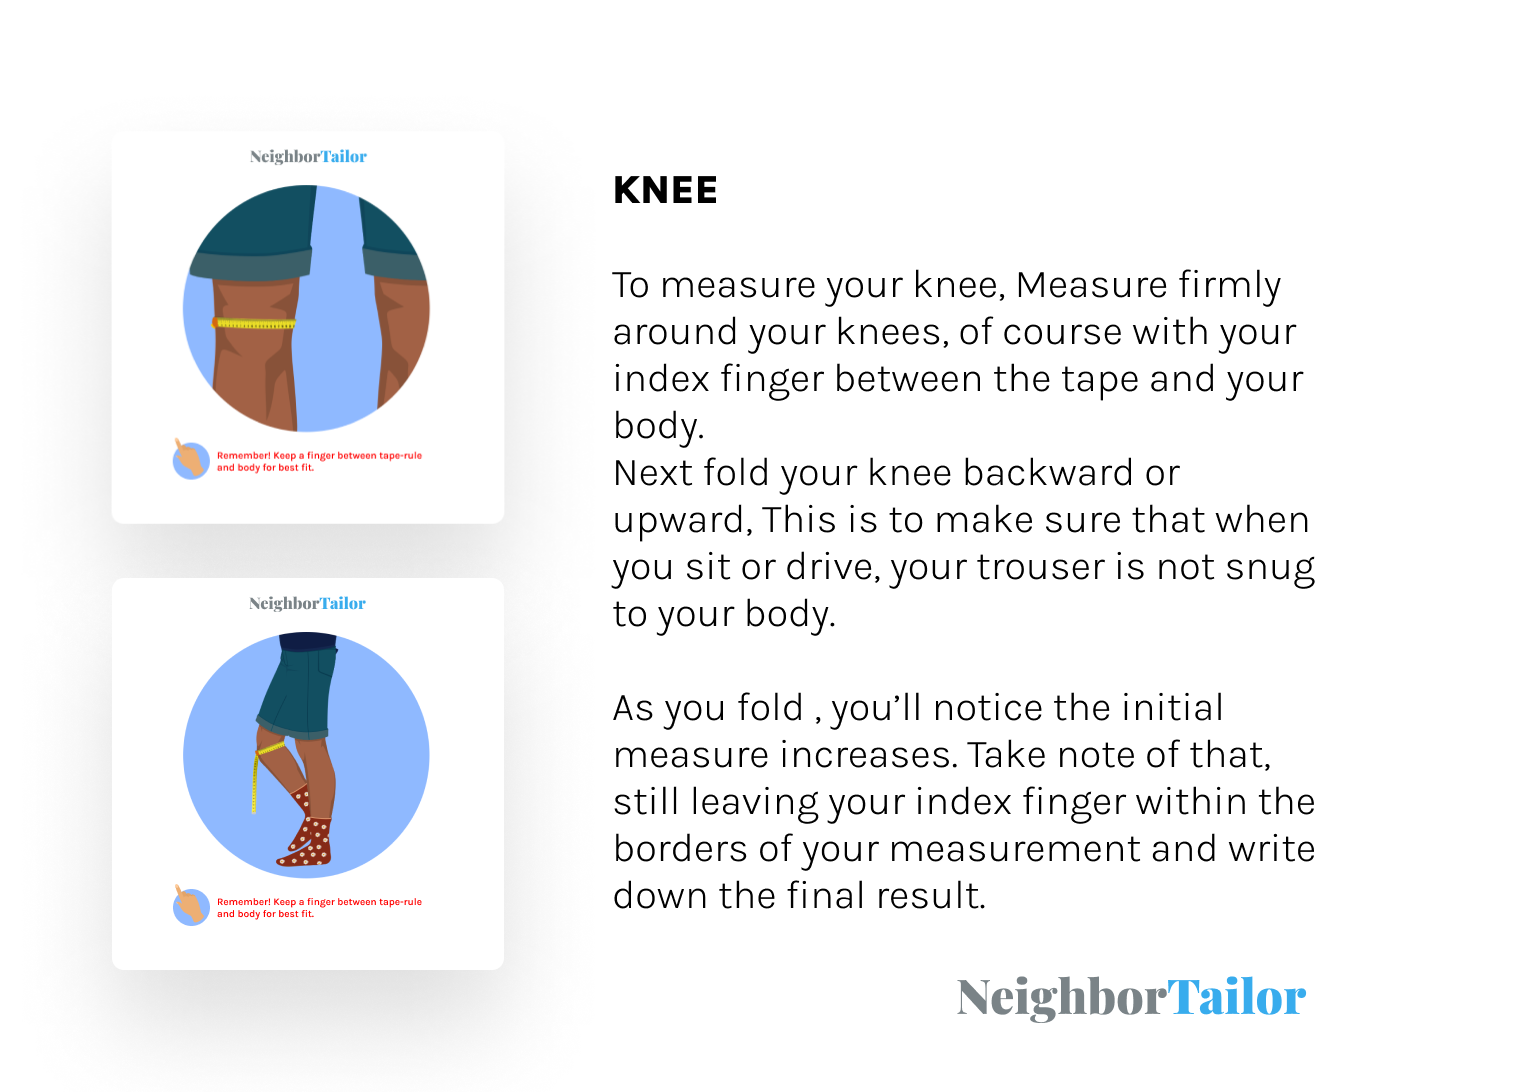 NeighborTailor
Remember! Keep a finger between tape-rule
and body for best fit.
NeighborTailor
Remember! Keep a finger between tape-rule
and body for best fit.
KNEE
To measure your knee, Measure firmly
around your knees, of course with your
index finger between the tape and your
body.
Next fold your knee backward or
upward, This is to make sure that when
you sit or drive, your trouser is not snug
to your body.
As you fold , you’ll notice the initial
measure increases. Take note of that,
still leaving your index finger within the
borders of your measurement and write
down the final result.
NeighborTailor